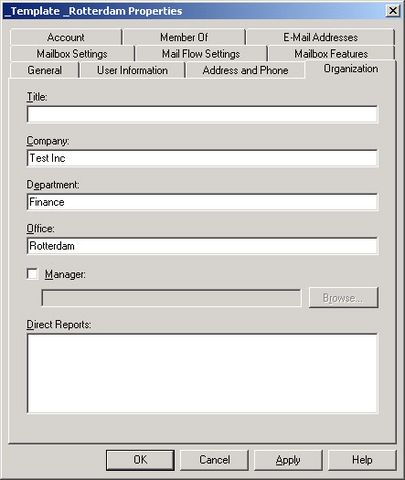 _Template _Rotterdam Properties
Account Member Of E-Mail Addresses
Mailbox Settings Mail Flow Settings Mailbox Features
General User Information Address and Phone Organization
Title:
Company:
Test Inc
Department:
Finance
Office:
Rotterdam
Manager:
Browse...
Direct Reports:
OK Cancel Apply Help